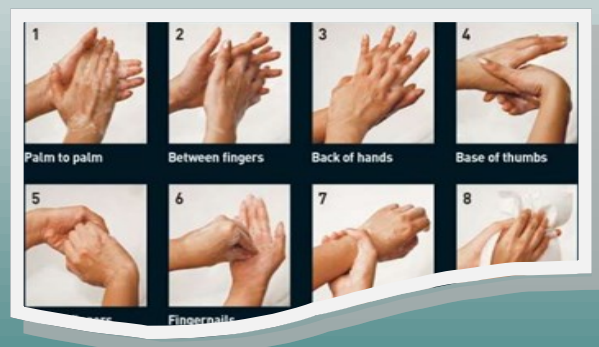 1
2
3
4
Palm to palm
Between fingers
Back of hands
Base of thumbs
5
6
7
8
Fingernails